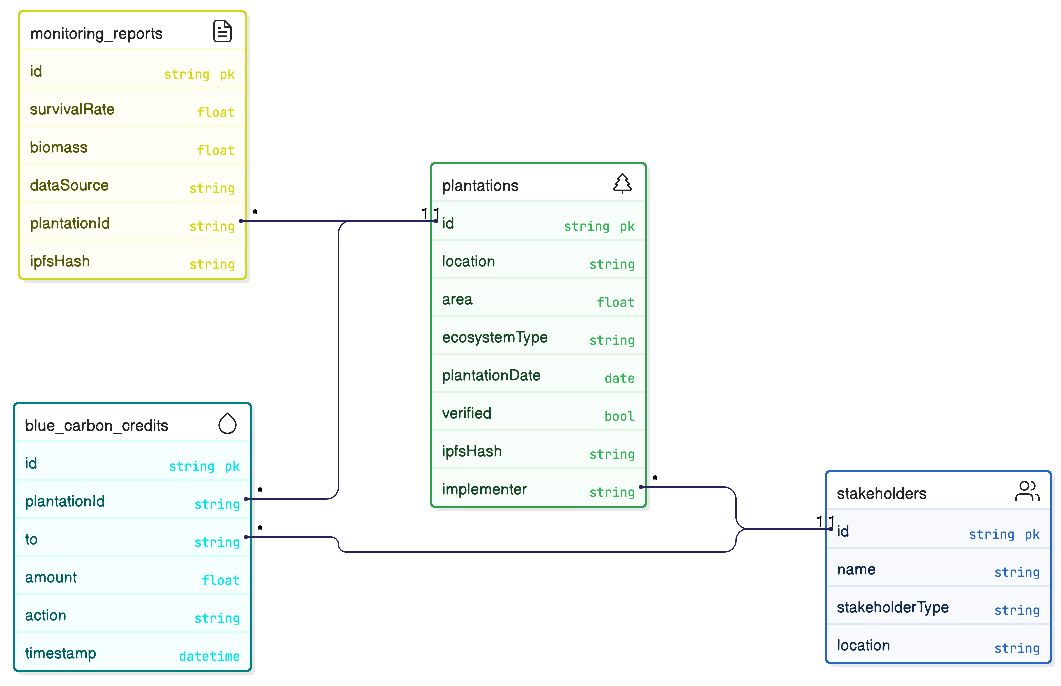 monitoring_reports
id string pk
survivalRate float
biomass float
dataSource string
plantationId string
ipfsHash string
*
1 1
plantations
id string pk
location string
area float
ecosystemType string
plantationDate date
verified bool
ipfsHash string
implementer string
*
blue_carbon_credits
id string pk
plantationId string
to string
amount float
action string
timestamp datetime
*
*
1 1
stakeholders
id string pk
name string
stakeholderType string
location string